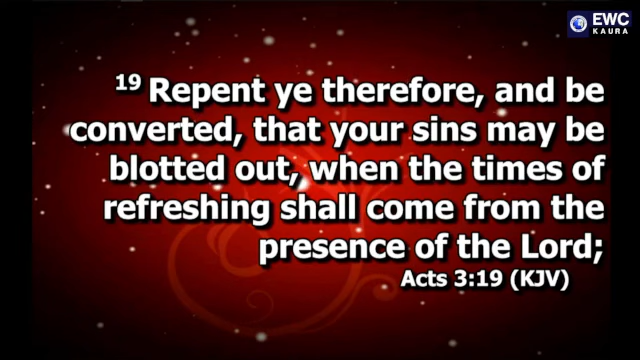 EWC
KAURA
19 Repent ye therefore, and be
converted, that your sins may be
blotted out, when the times of
refreshing shall come from the
presence of the Lord;
Acts 3:19 (KJV)